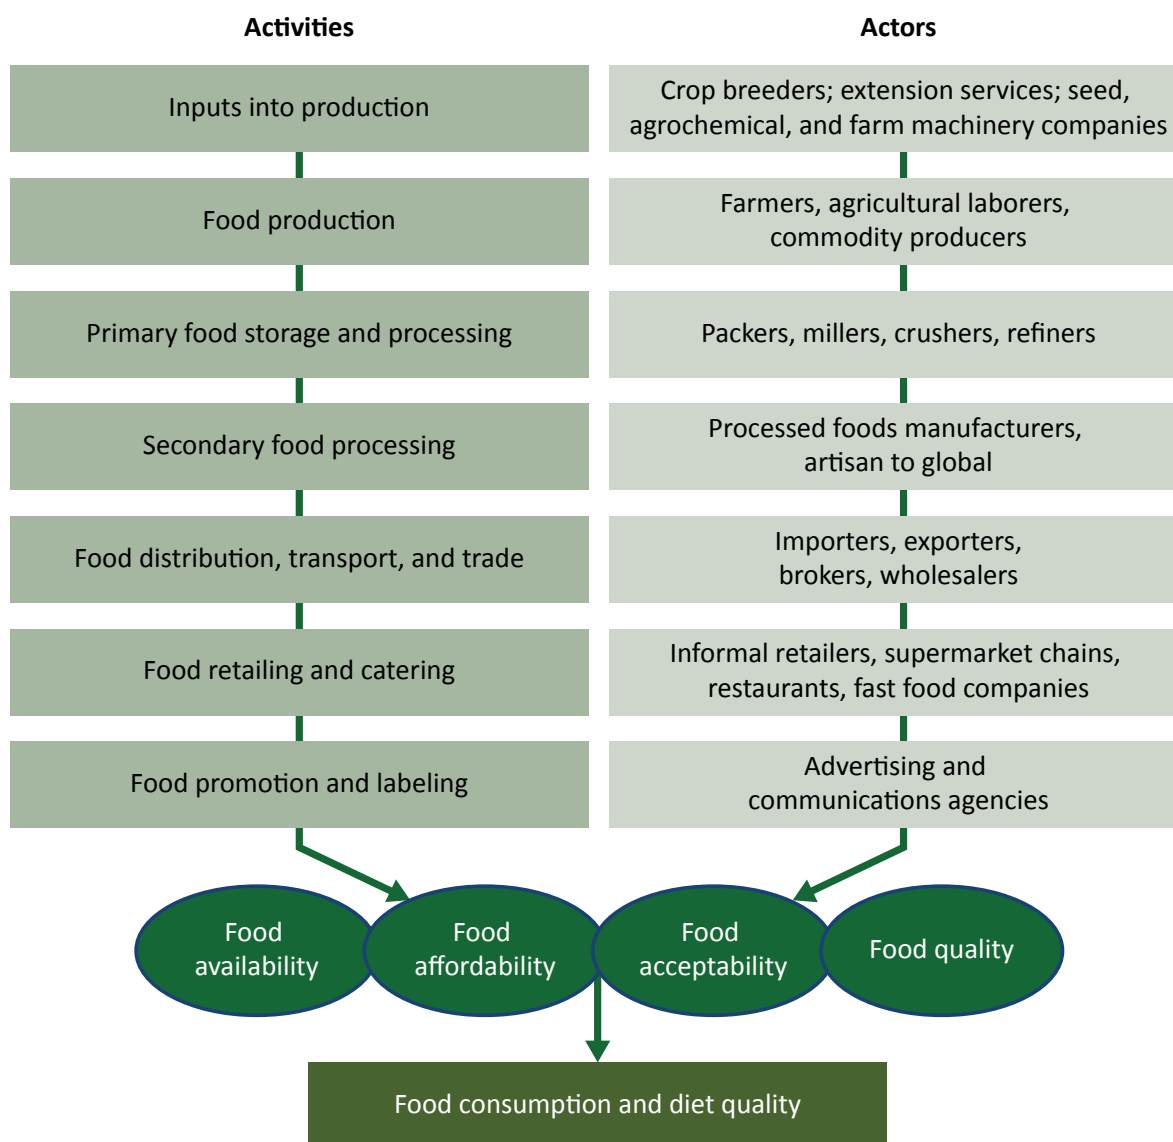 Activities
Actors
Inputs into production
Crop breeders; extension services; seed,
agrochemical, and farm machinery companies
Food production
Farmers, agricultural laborers,
commodity producers
Primary food storage and processing
Packers, millers, crushers, refiners
Secondary food processing
Processed foods manufacturers,
artisan to global
Food distribution, transport, and trade
Importers, exporters,
brokers, wholesalers
Food retailing and catering
Informal retailers, supermarket chains,
restaurants, fast food companies
Food promotion and labeling
Advertising and
communications agencies
Food
availability
Food
affordability
Food
acceptability
Food quality
Food consumption and diet quality